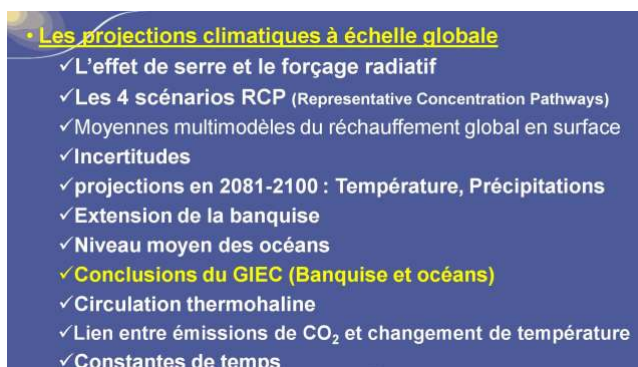 • Les projections climatiques à échelle globale
✓L'effet de serre et le forçage radiatif
✓Les 4 scénarios RCP (Representative Concentration Pathways)
✓Moyennes multimodèles du réchauffement global en surface
✓Incertitudes
✓projections en 2081-2100 : Température, Précipitations
✓Extension de la banquise
✓Niveau moyen des océans
✓Conclusions du GIEC (Banquise et océans)
✓Circulation thermohaline
✓Lien entre émissions de CO₂ et changement de température
✓Constantes de temps